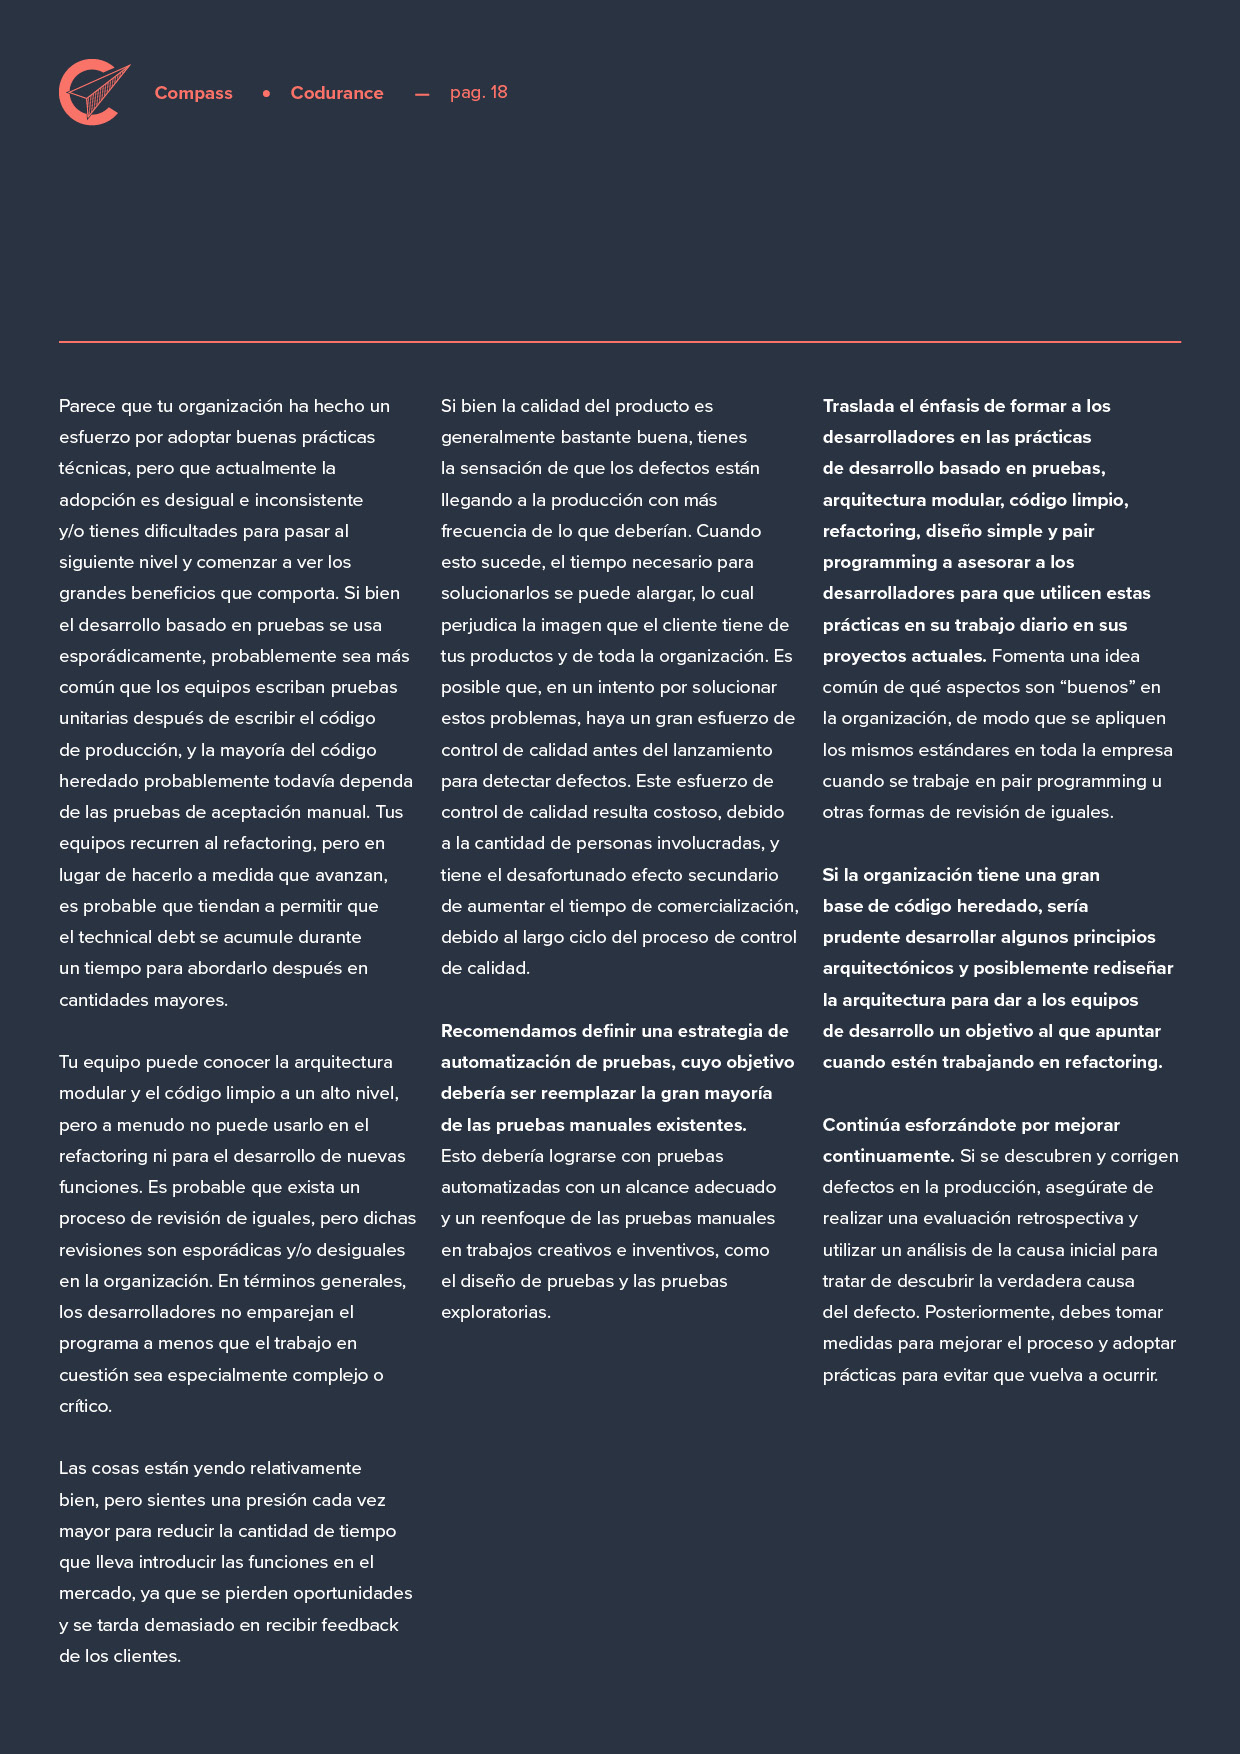 Compass • Codurance — pag. 18
Parece que tu organización ha hecho un
esfuerzo por adoptar buenas prácticas
técnicas, pero que actualmente la
adopción es desigual e inconsistente
y/o tienes dificultades para pasar al
siguiente nivel y comenzar a ver los
grandes beneficios que comporta. Si bien
el desarrollo basado en pruebas se usa
esporádicamente, probablemente sea más
común que los equipos escriban pruebas
unitarias después de escribir el código
de producción, y la mayoría del código
heredado probablemente todavía dependa
de las pruebas de aceptación manual. Tus
equipos recurren al refactoring, pero en
lugar de hacerlo a medida que avanzan,
es probable que tiendan a permitir que
el technical debt se acumule durante
un tiempo para abordarlo después en
cantidades mayores.
Tu equipo puede conocer la arquitectura
modular y el código limpio a un alto nivel,
pero a menudo no puede usarlo en el
refactoring ni para el desarrollo de nuevas
funciones. Es probable que exista un
proceso de revisión de iguales, pero dichas
revisiones son esporádicas y/o desiguales
en la organización. En términos generales,
los desarrolladores no emparejan el
programa a menos que el trabajo en
cuestión sea especialmente complejo o
crítico.
Las cosas están yendo relativamente
bien, pero sientes una presión cada vez
mayor para reducir la cantidad de tiempo
que lleva introducir las funciones en el
mercado, ya que se pierden oportunidades
y se tarda demasiado en recibir feedback
de los clientes.
Si bien la calidad del producto es
generalmente bastante buena, tienes
la sensación de que los defectos están
llegando a la producción con más
frecuencia de lo que deberían. Cuando
esto sucede, el tiempo necesario para
solucionarlos se puede alargar, lo cual
perjudica la imagen que el cliente tiene de
tus productos y de toda la organización. Es
posible que, en un intento por solucionar
estos problemas, haya un gran esfuerzo de
control de calidad antes del lanzamiento
para detectar defectos. Este esfuerzo de
control de calidad resulta costoso, debido
a la cantidad de personas involucradas, y
tiene el desafortunado efecto secundario
de aumentar el tiempo de comercialización,
debido al largo ciclo del proceso de control
de calidad.
Recomendamos definir una estrategia de
automatización de pruebas, cuyo objetivo
debería ser reemplazar la gran mayoría
de las pruebas manuales existentes.
Esto debería lograrse con pruebas
automatizadas con un alcance adecuado
y un reenfoque de las pruebas manuales
en trabajos creativos e inventivos, como
el diseño de pruebas y las pruebas
exploratorias.
Traslada el énfasis de formar a los
desarrolladores en las prácticas
de desarrollo basado en pruebas,
arquitectura modular, código limpio,
refactoring, diseño simple y pair
programming a asesorar a los
desarrolladores para que utilicen estas
prácticas en su trabajo diario en sus
proyectos actuales. Fomenta una idea
común de qué aspectos son “buenos” en
la organización, de modo que se apliquen
los mismos estándares en toda la empresa
cuando se trabaje en pair programming u
otras formas de revisión de iguales.
Si la organización tiene una gran
base de código heredado, sería
prudente desarrollar algunos principios
arquitectónicos y posiblemente rediseñar
la arquitectura para dar a los equipos
de desarrollo un objetivo al que apuntar
cuando estén trabajando en refactoring.
Continúa esforzándote por mejorar
continuamente. Si se descubren y corrigen
defectos en la producción, asegúrate de
realizar una evaluación retrospectiva y
utilizar un análisis de la causa inicial para
tratar de descubrir la verdadera causa
del defecto. Posteriormente, debes tomar
medidas para mejorar el proceso y adoptar
prácticas para evitar que vuelva a ocurrir.